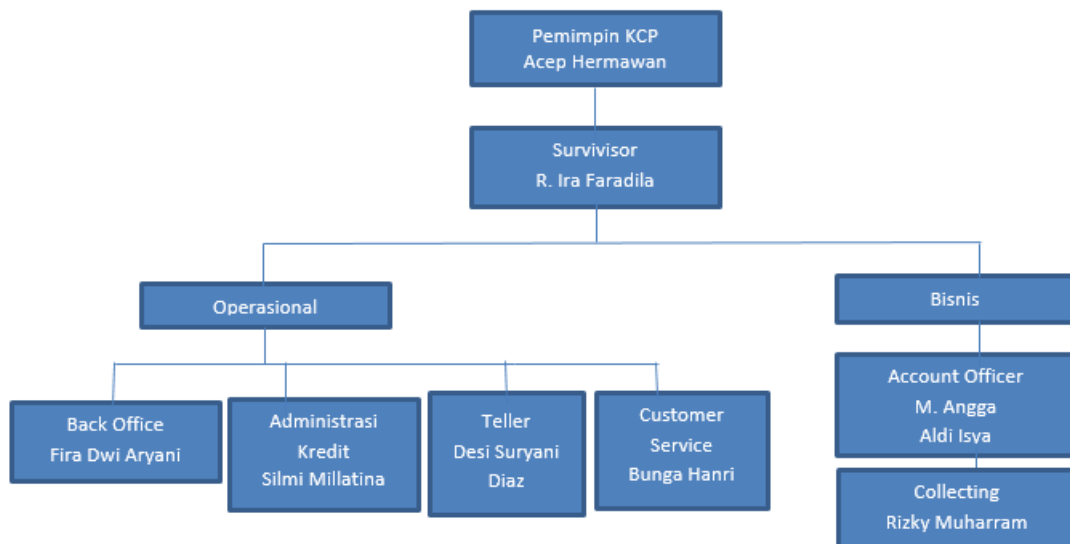 Pemimpin KCP
Acep Hermawan
Survivisor
R. Ira Faradila
Operasional
Bisnis
Back Office
Fira Dwi Aryani
Administrasi
Kredit
Silmi Millatina
Teller
Desi Suryani
Diaz
Customer
Service
Bunga Hanri
Account Officer
M. Angga
Aldi Isya
Collecting
Rizky Muharram